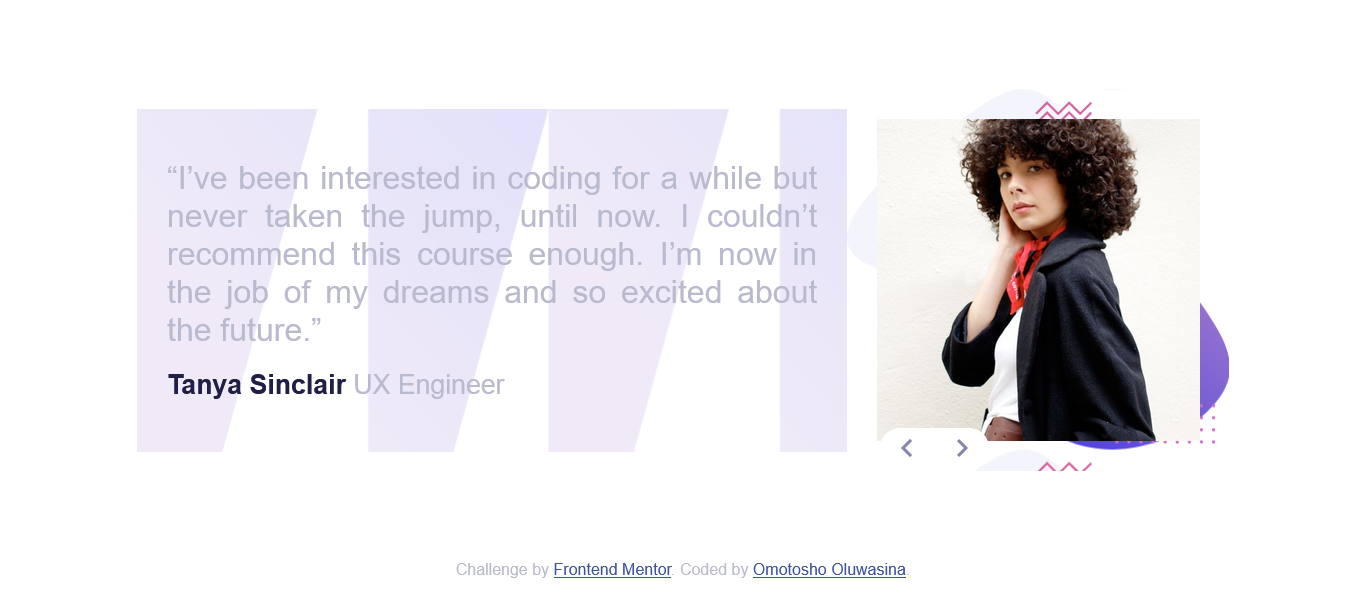 “I’ve been interested in coding for a while but
never taken the jump, until now. I couldn’t
recommend this course enough. I’m now in
the job of my dreams and so excited about
the future.”
Tanya Sinclair UX Engineer
Challenge by Frontend Mentor. Coded by Omotosho Oluwasina.